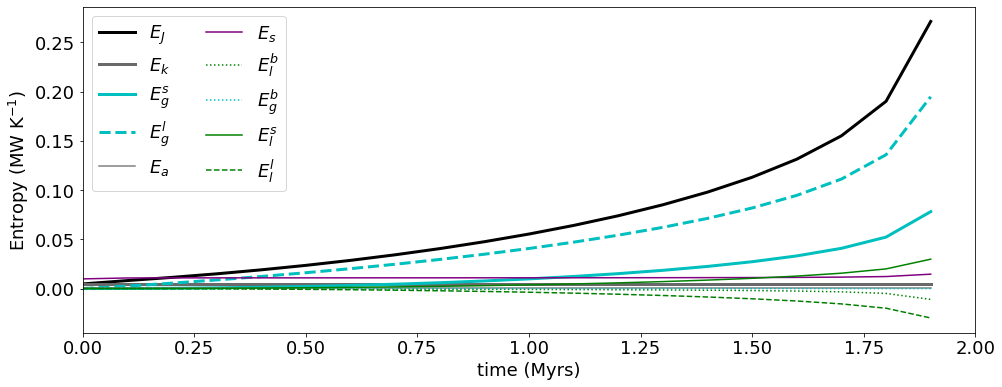 Entropy (MW K⁻¹)
0.25
0.20
0.15
0.10
0.05
0.00
E_J
E_k
E_g^s
E_g^l
E_a
E_s
E_l^b
E_g^b
E_l^s
E_l^l
0.00 0.25 0.50 0.75 1.00 1.25 1.50 1.75 2.00
time (Myrs)